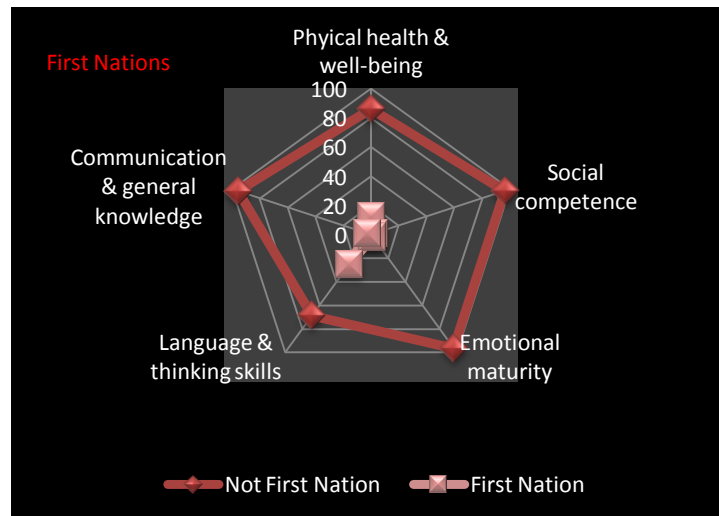 First Nations
Phyical health &
well-being
100
80
60
40
20
0
Communication
& general
knowledge
Social
competence
Language &
thinking skills
Emotional
maturity
Not First Nation
First Nation